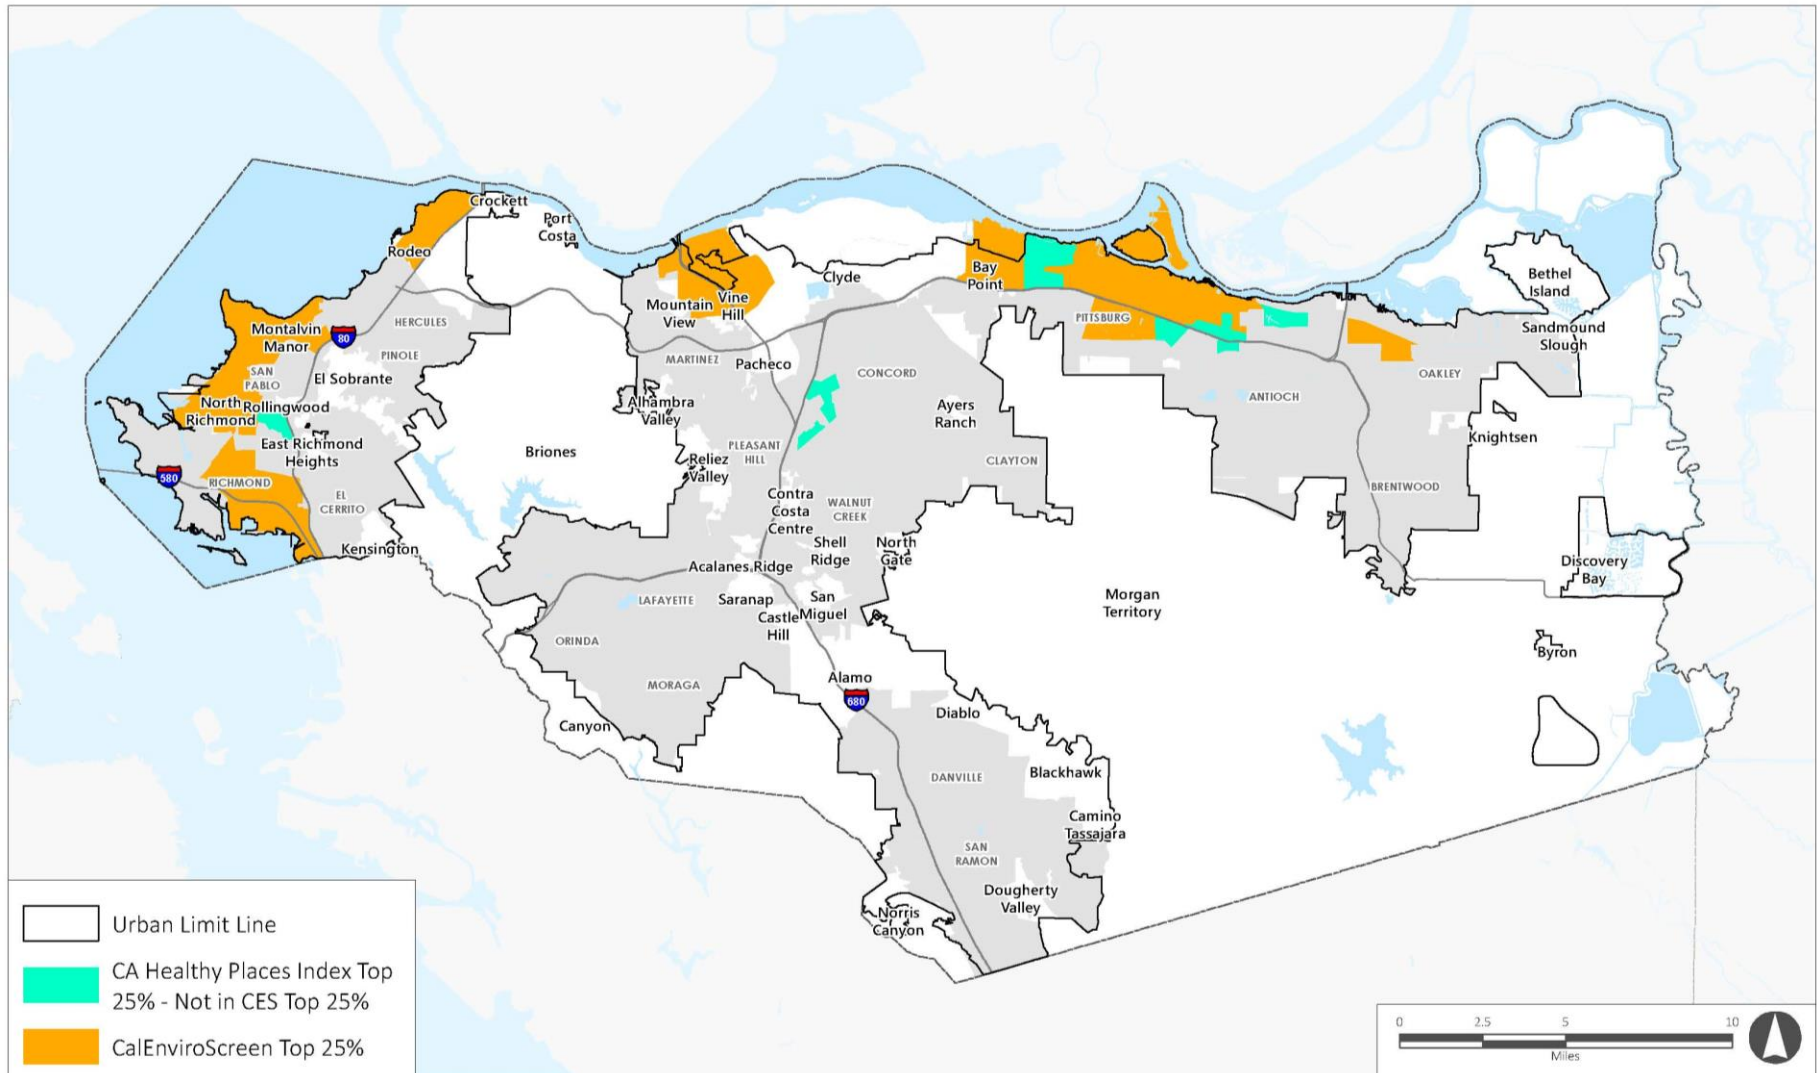 Crockett
Port
Costa
Rodeo
Clyde
Bay
Point
Bethel
Island
Mountain
View
Vine
Hill
HERCULES
Montalvin
Manor
80
PITTSBURG
Sandmound
Slough
PINOLE
MARTINEZ
Pacheco
SAN
PABLO
El Sobrante
CONCORD
OAKLEY
ANTIOCH
North
Richmond
Rollingwood
Alhambra
Valley
Ayers
Ranch
Knightsen
East Richmond
Heights
Briones
PLEASANT
HILL
Reliez
Valley
CLAYTON
580
RICHMOND
EL
CERRITO
BRENTWOOD
Contra
Costa
Centre
WALNUT
CREEK
Kensington
Shell
Ridge
North
Gate
Acalanes Ridge
Discovery
Bay
LAFAYETTE
Saranap
San
Miguel
Castle
Hill
Morgan
Territory
ORINDA
Byron
MORAGA
Alamo
680
Canyon
Diablo
DANVILLE
Blackhawk
Camino
Tassajara
SAN
RAMON
Dougherty
Valley
Norris
Canyon
Urban Limit Line
CA Healthy Places Index Top
25% - Not in CES Top 25%
CalEnviroScreen Top 25%
0 2.5 5 10
Miles